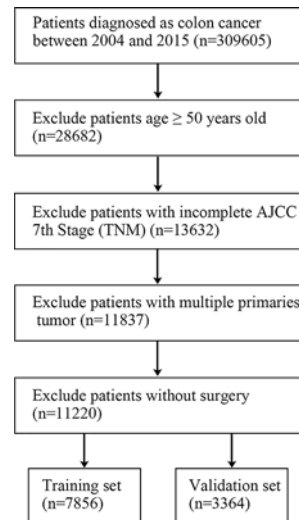 Patients diagnosed as colon cancer
between 2004 and 2015 (n=309605)
Exclude patients age ≥ 50 years old
(n=28682)
Exclude patients with incomplete AJCC
7th Stage (TNM) (n=13632)
Exclude patients with multiple primaries
tumor (n=11837)
Exclude patients without surgery
(n=11220)
Training set
(n=7856)
Validation set
(n=3364)